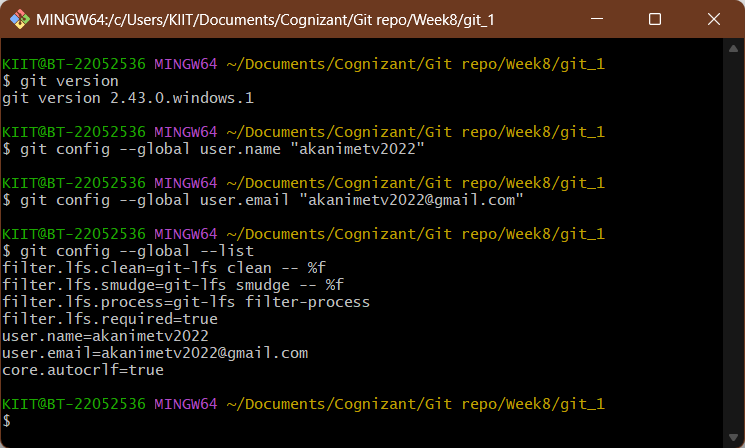 MINGW64:/c/Users/KIIT/Documents/Cognizant/Git repo/Week8/git_1
KIIT@BT-22052536 MINGW64 ~/Documents/Cognizant/Git repo/Week8/git_1
$ git version
git version 2.43.0.windows.1
KIIT@BT-22052536 MINGW64 ~/Documents/Cognizant/Git repo/Week8/git_1
$ git config --global user.name "akanimetv2022"
KIIT@BT-22052536 MINGW64 ~/Documents/Cognizant/Git repo/Week8/git_1
$ git config --global user.email "akanimetv2022@gmail.com"
KIIT@BT-22052536 MINGW64 ~/Documents/Cognizant/Git repo/Week8/git_1
$ git config --global --list
filter.lfs.clean=git-lfs clean -- %f
filter.lfs.smudge=git-lfs smudge -- %f
filter.lfs.process=git-lfs filter-process
filter.lfs.required=true
user.name=akanimetv2022
user.email=akanimetv2022@gmail.com
core.autocrlf=true
KIIT@BT-22052536 MINGW64 ~/Documents/Cognizant/Git repo/Week8/git_1
$